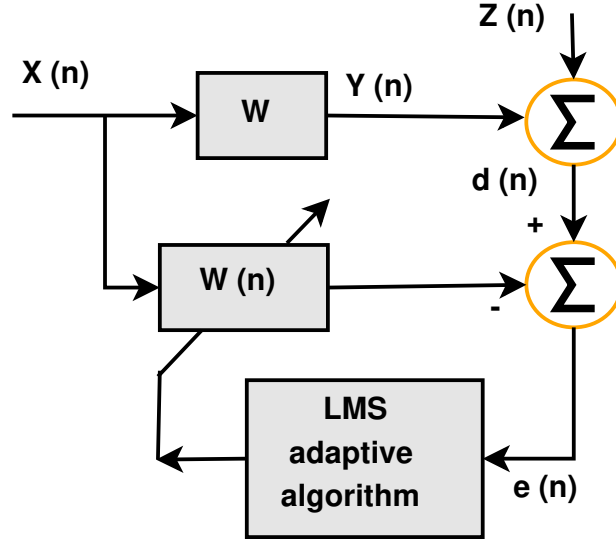 Z (n)
X (n)
W
Y (n)
Σ
d (n)
+
W (n)
Σ
-
LMS
adaptive
algorithm
e (n)